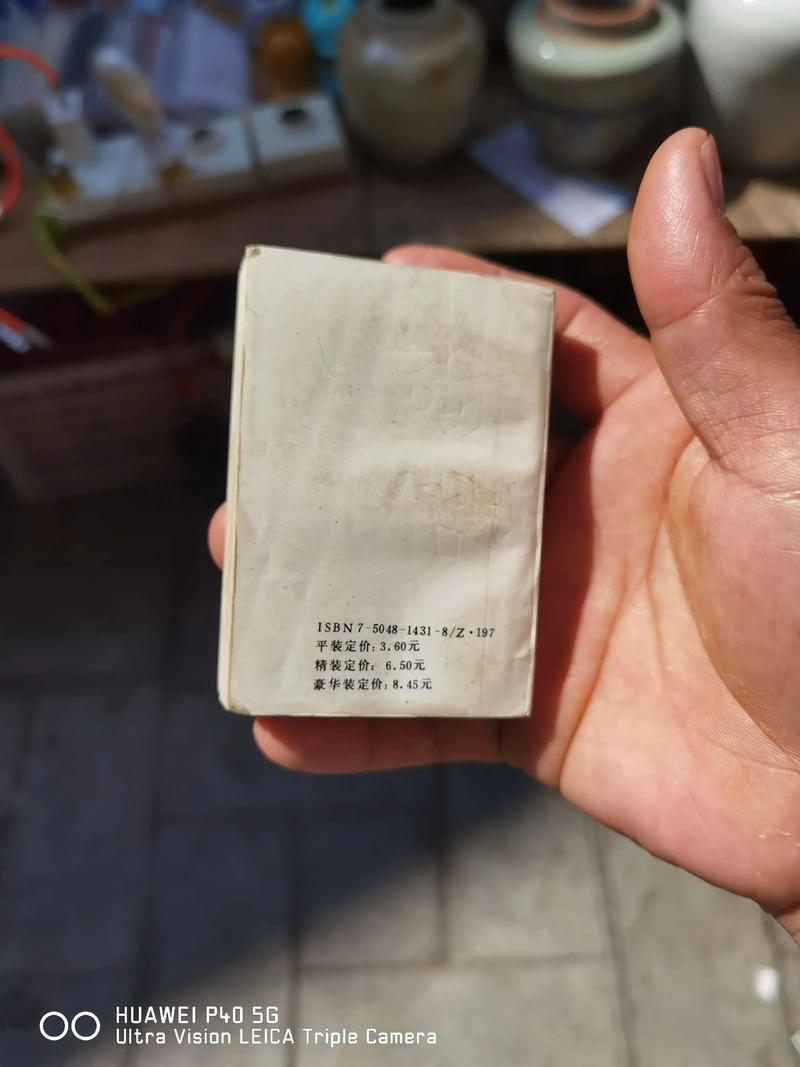 ISBN 7-5048-1431-8/Z·197
平装定价: 3.60元
精装定价: 6.50元
豪华装定价: 8.45元
HUAWEI P40 5G
Ultra Vision LEICA Triple Camera